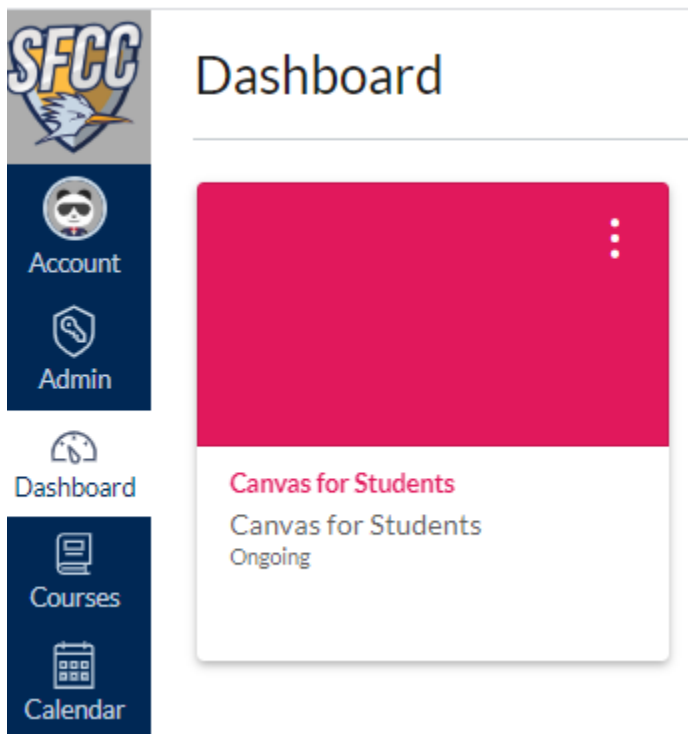 SFCC
Dashboard
Account
Admin
Dashboard
Courses
Calendar
Canvas for Students
Canvas for Students
Ongoing